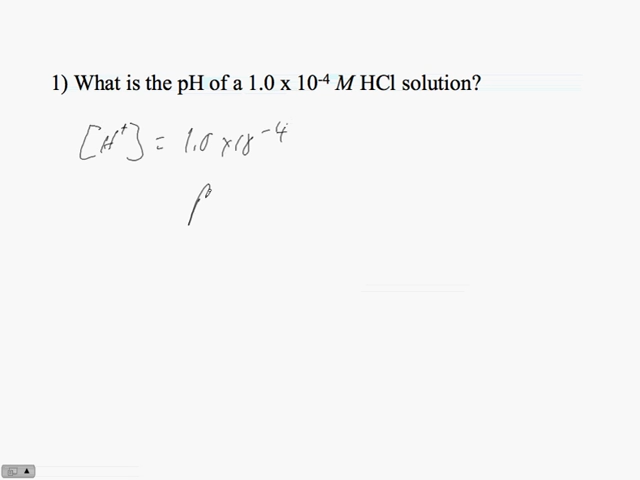 1) What is the pH of a 1.0 x 10⁻⁴ M HCl solution?
[H⁺] = 1.0 x 10⁻⁴
p